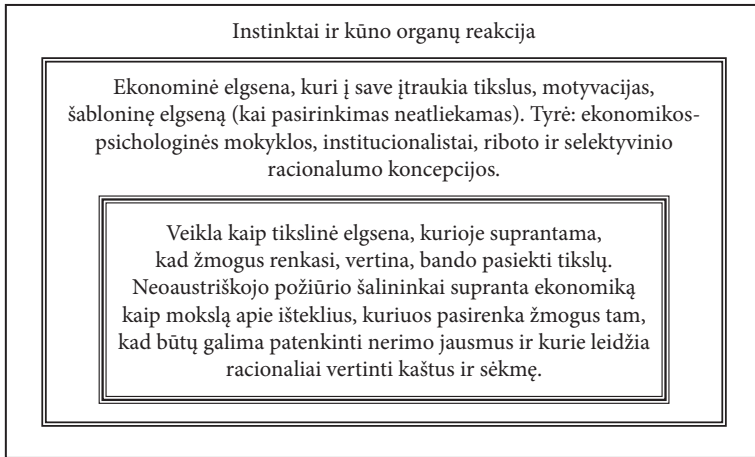 Instinktai ir kūno organų reakcija
Ekonominė elgsena, kuri į save įtraukia tikslus, motyvacijas,
šabloninę elgseną (kai pasirinkimas neatliekamas). Tyrė: ekonomikos-
psichologinės mokyklos, institucionalistai, riboto ir selektyvinio
racionalumo koncepcijos.
Veikla kaip tikslinė elgsena, kurioje suprantama,
kad žmogus renkasi, vertina, bando pasiekti tikslų.
Neoaustriškojo požiūrio šalininkai supranta ekonomiką
kaip mokslą apie išteklius, kuriuos pasirenka žmogus tam,
kad būtų galima patenkinti nerimo jausmus ir kurie leidžia
racionaliai vertinti kaštus ir sėkmę.